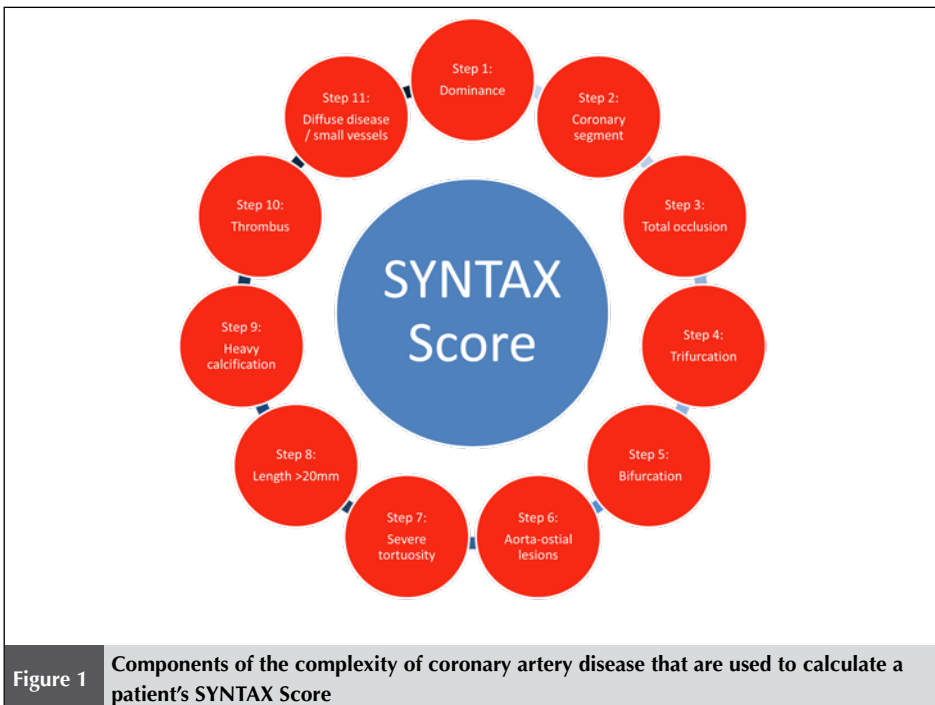 Step 1:
Dominance
Step 2:
Coronary
segment
Step 3:
Total occlusion
Step 4:
Trifurcation
Step 5:
Bifurcation
Step 6:
Aorta-ostial
lesions
Step 7:
Severe
tortuosity
Step 8:
Length >20mm
Step 9:
Heavy
calcification
Step 10:
Thrombus
Step 11:
Diffuse disease
/ small vessels
SYNTAX
Score
Figure 1
Components of the complexity of coronary artery disease that are used to calculate a
patient’s SYNTAX Score